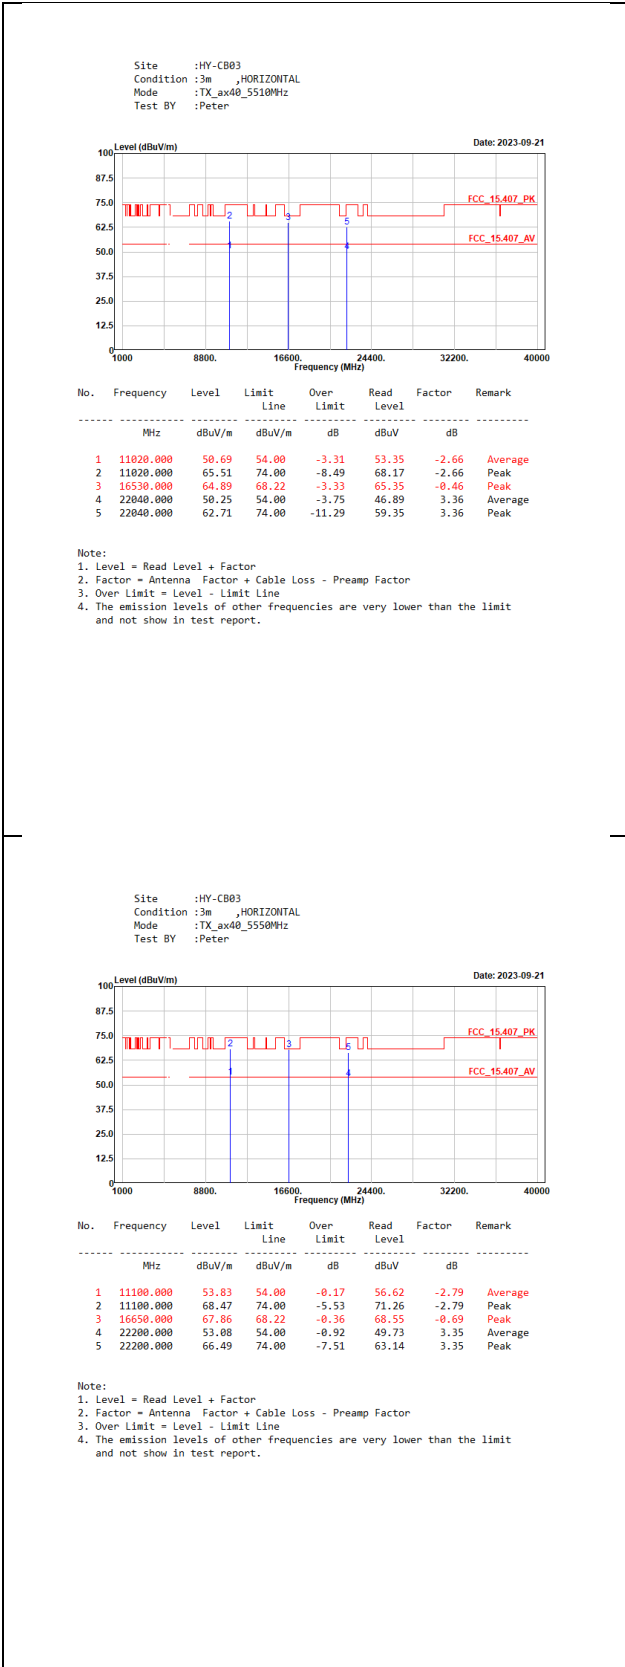 Site :HY-CB03
Condition :3m ,HORIZONTAL
Mode :TX_ax40_5510MHz
Test BY :Peter
Level (dBuV/m) Date: 2023-09-21
100
87.5
75.0 FCC_15.407_PK
2 3 5
62.5
FCC_15.407_AV
1 4
50.0
37.5
25.0
12.5
0
1000 8800. 16600. 24400. 32200. 40000
Frequency (MHz)
No. Frequency Level Limit Over Read Factor Remark
Line Limit Level
------ ----------- -------- -------- --------- -------- -------- ---------
MHz dBuV/m dBuV/m dB dBuV dB
1 11020.000 50.69 54.00 -3.31 53.35 -2.66 Average
2 11020.000 65.51 74.00 -8.49 68.17 -2.66 Peak
3 16530.000 64.89 68.22 -3.33 65.35 -0.46 Peak
4 22040.000 50.25 54.00 -3.75 46.89 3.36 Average
5 22040.000 62.71 74.00 -11.29 59.35 3.36 Peak
Note:
1. Level = Read Level + Factor
2. Factor = Antenna Factor + Cable Loss - Preamp Factor
3. Over Limit = Level - Limit Line
4. The emission levels of other frequencies are very lower than the limit
and not show in test report.
Site :HY-CB03
Condition :3m ,HORIZONTAL
Mode :TX_ax40_5550MHz
Test BY :Peter
Level (dBuV/m) Date: 2023-09-21
100
87.5
75.0 FCC_15.407_PK
2 3 5
62.5
FCC_15.407_AV
1 4
50.0
37.5
25.0
12.5
0
1000 8800. 16600. 24400. 32200. 40000
Frequency (MHz)
No. Frequency Level Limit Over Read Factor Remark
Line Limit Level
------ ----------- -------- -------- --------- -------- -------- ---------
MHz dBuV/m dBuV/m dB dBuV dB
1 11100.000 53.83 54.00 -0.17 56.62 -2.79 Average
2 11100.000 68.47 74.00 -5.53 71.26 -2.79 Peak
3 16650.000 67.86 68.22 -0.36 68.55 -0.69 Peak
4 22200.000 53.08 54.00 -0.92 49.73 3.35 Average
5 22200.000 66.49 74.00 -7.51 63.14 3.35 Peak
Note:
1. Level = Read Level + Factor
2. Factor = Antenna Factor + Cable Loss - Preamp Factor
3. Over Limit = Level - Limit Line
4. The emission levels of other frequencies are very lower than the limit
and not show in test report.